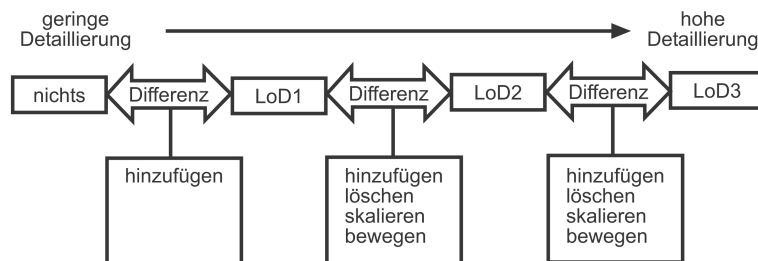 geringe
Detaillierung
hohe
Detaillierung
nichts
Differenz
LoD1
Differenz
LoD2
Differenz
LoD3
hinzufügen
hinzufügen
löschen
skalieren
bewegen
hinzufügen
löschen
skalieren
bewegen